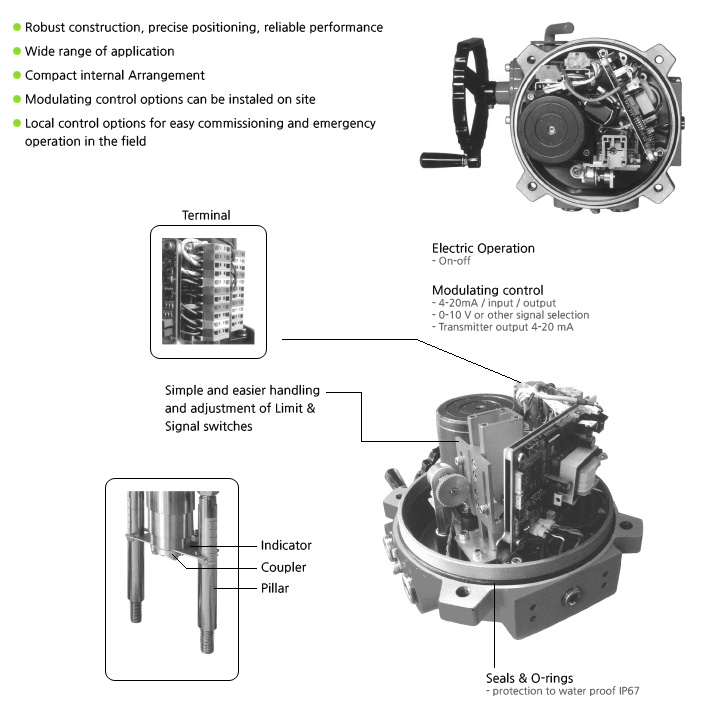 Robust construction, precise positioning, reliable performance
Wide range of application
Compact internal Arrangement
Modulating control options can be instaled on site
Local control options for easy commissioning and emergency
operation in the field
Terminal
Electric Operation
- On-off
Modulating control
- 4-20mA / input / output
- 0-10 V or other signal selection
- Transmitter output 4-20 mA
Simple and easier handling
and adjustment of Limit &
Signal switches
Indicator
Coupler
Pillar
Seals & O-rings
- protection to water proof IP67